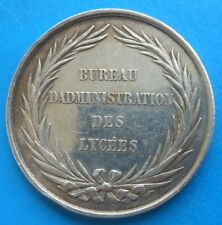 BUREAU
D'ADMINISTRATION
DES
LYCÉES